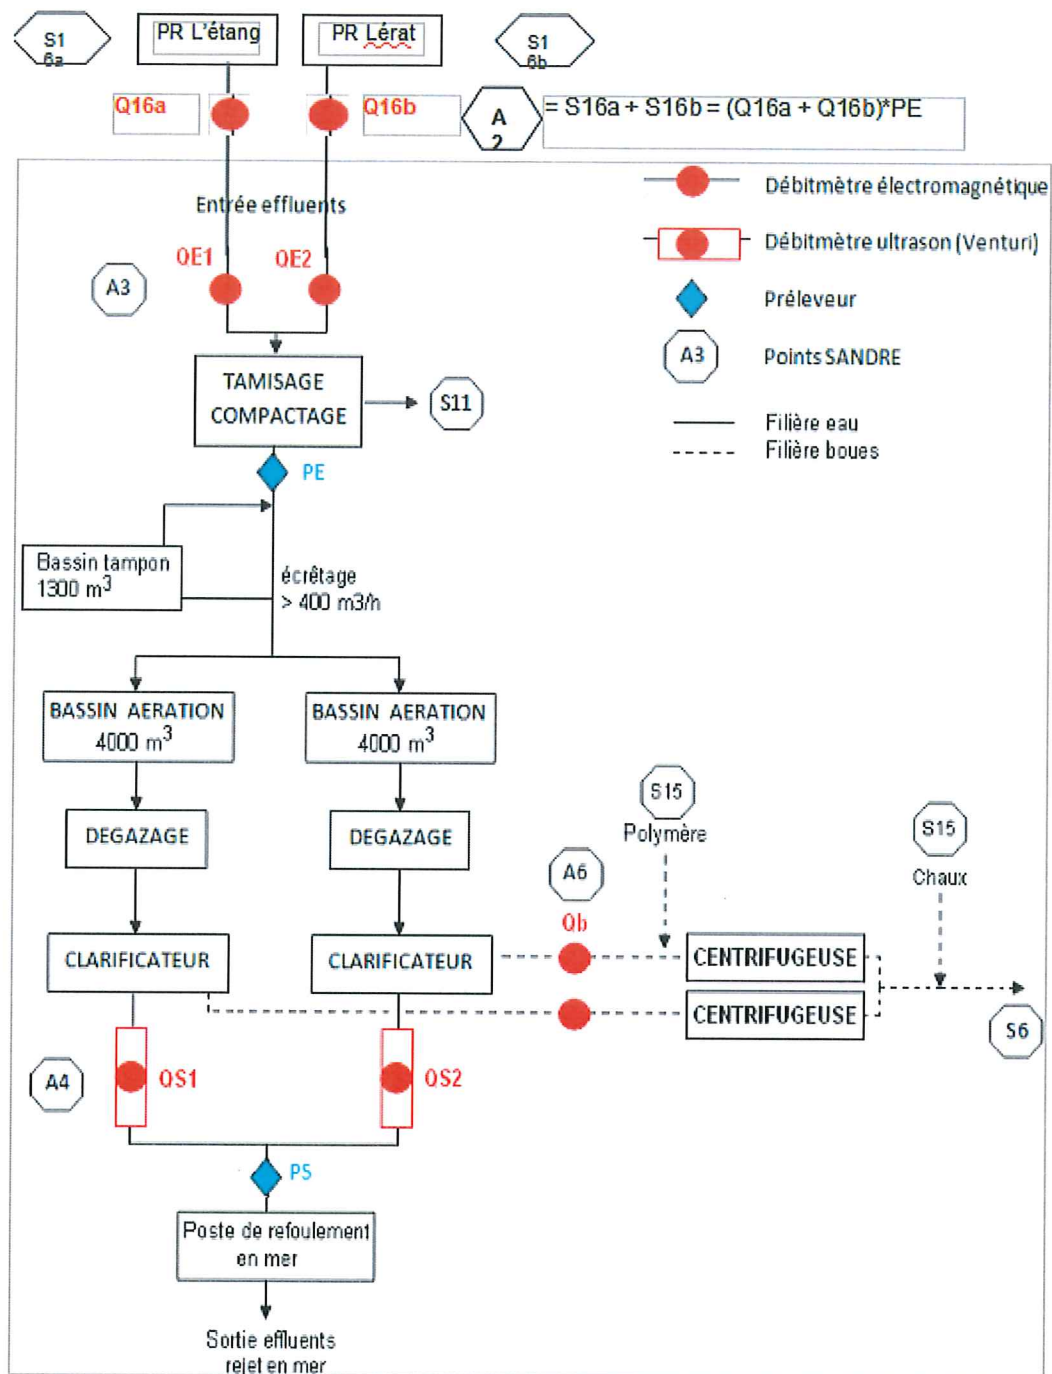 S1
6a
PR L'étang
PR Lérat
S1
6b
Q16a
Q16b
A
2
= S16a + S16b = (Q16a + Q16b)*PE
Débitmètre électromagnétique
Débitmètre ultrason (Venturi)
Préleveur
A3
Points SANDRE
Filière eau
Filière boues
Entrée effluents
QE1
QE2
A3
TAMISAGE
COMPACTAGE
S11
PE
Bassin tampon
1300 m3
écrêtage
> 400 m3/h
BASSIN AERATION
4000 m3
BASSIN AERATION
4000 m3
DEGAZAGE
DEGAZAGE
S15
Polymère
S15
Chaux
A6
Qb
CLARIFICATEUR
CLARIFICATEUR
CENTRIFUGEUSE
CENTRIFUGEUSE
S6
A4
QS1
QS2
PS
Poste de refoulement
en mer
Sortie effluents
rejet en mer